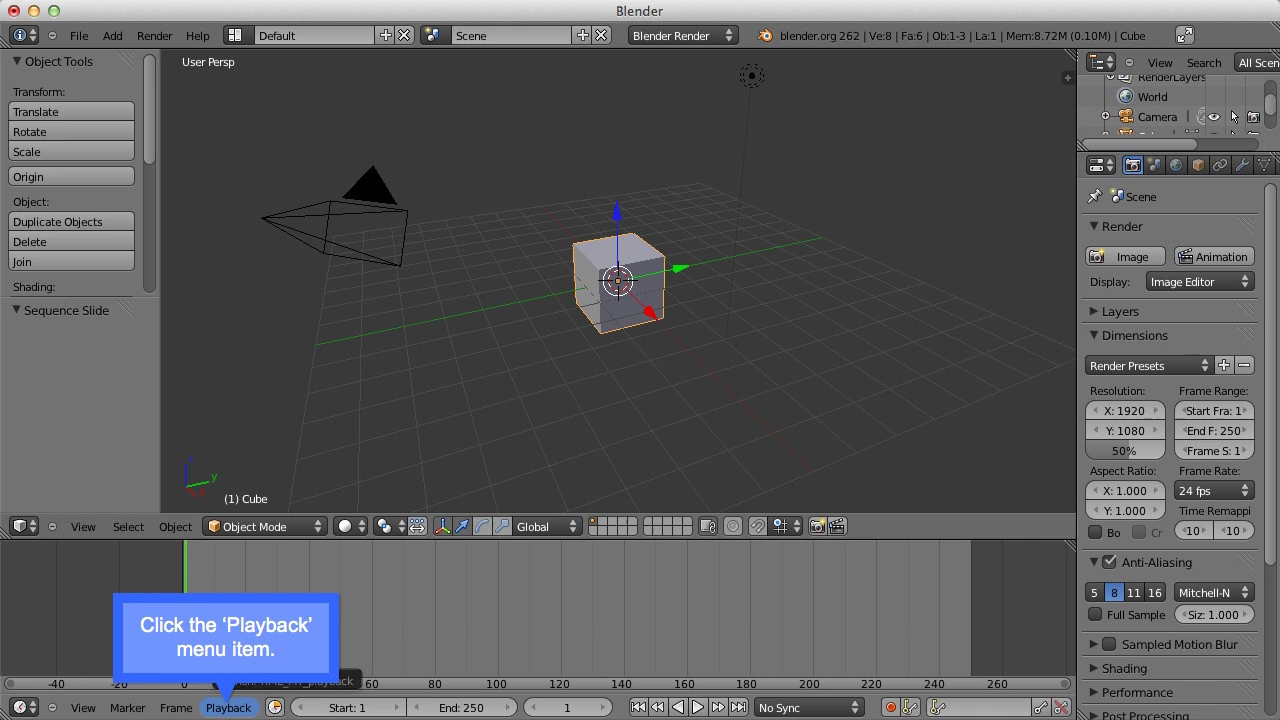 Blender
File Add Render Help Default Scene Blender Render blender.org 262 | Ve:8 | Fa:6 | Ob:1-3 | La:1 | Mem:8.72M (0.10M) | Cube
Object Tools
Transform:
Translate
Rotate
Scale
Origin
Object:
Duplicate Objects
Delete
Join
Shading:
Sequence Slide
User Persp
z
y
x
(1) Cube
View Search All Scen
RenderLayers
World
Camera
Scene
Render
Image Animation
Display: Image Editor
Layers
Dimensions
Render Presets
Resolution: Frame Range:
X: 1920 Start Fra: 1
Y: 1080 End F: 250
50% Frame S: 1
Aspect Ratio: Frame Rate:
X: 1.000 24 fps
Y: 1.000 Time Remappi
Bo Cr 10 10
Anti-Aliasing
5 8 11 16 Mitchell-N
Full Sample Siz: 1.000
Sampled Motion Blur
Shading
Performance
Post Processing
View Select Object Object Mode Global
Click the ‘Playback’
menu item.
playback
-40 -20 0 60 80 100 120 140 160 180 200 220 240 260
View Marker Frame Playback Start: 1 End: 250 1 No Sync